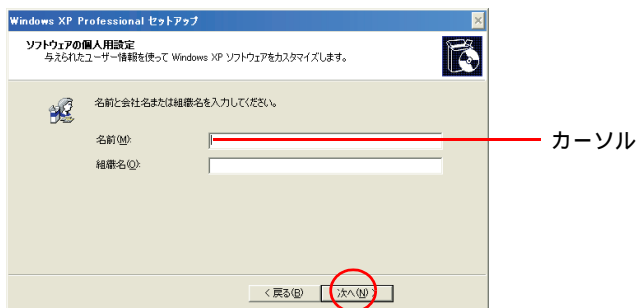 Windows XP Professional セットアップ
ソフトウェアの個人用設定
与えられたユーザー情報を使って Windows XP ソフトウェアをカスタマイズします。
名前と会社名または組織名を入力してください。
名前(M):
カーソル
組織名(O):
< 戻る(B)
次へ(N) >